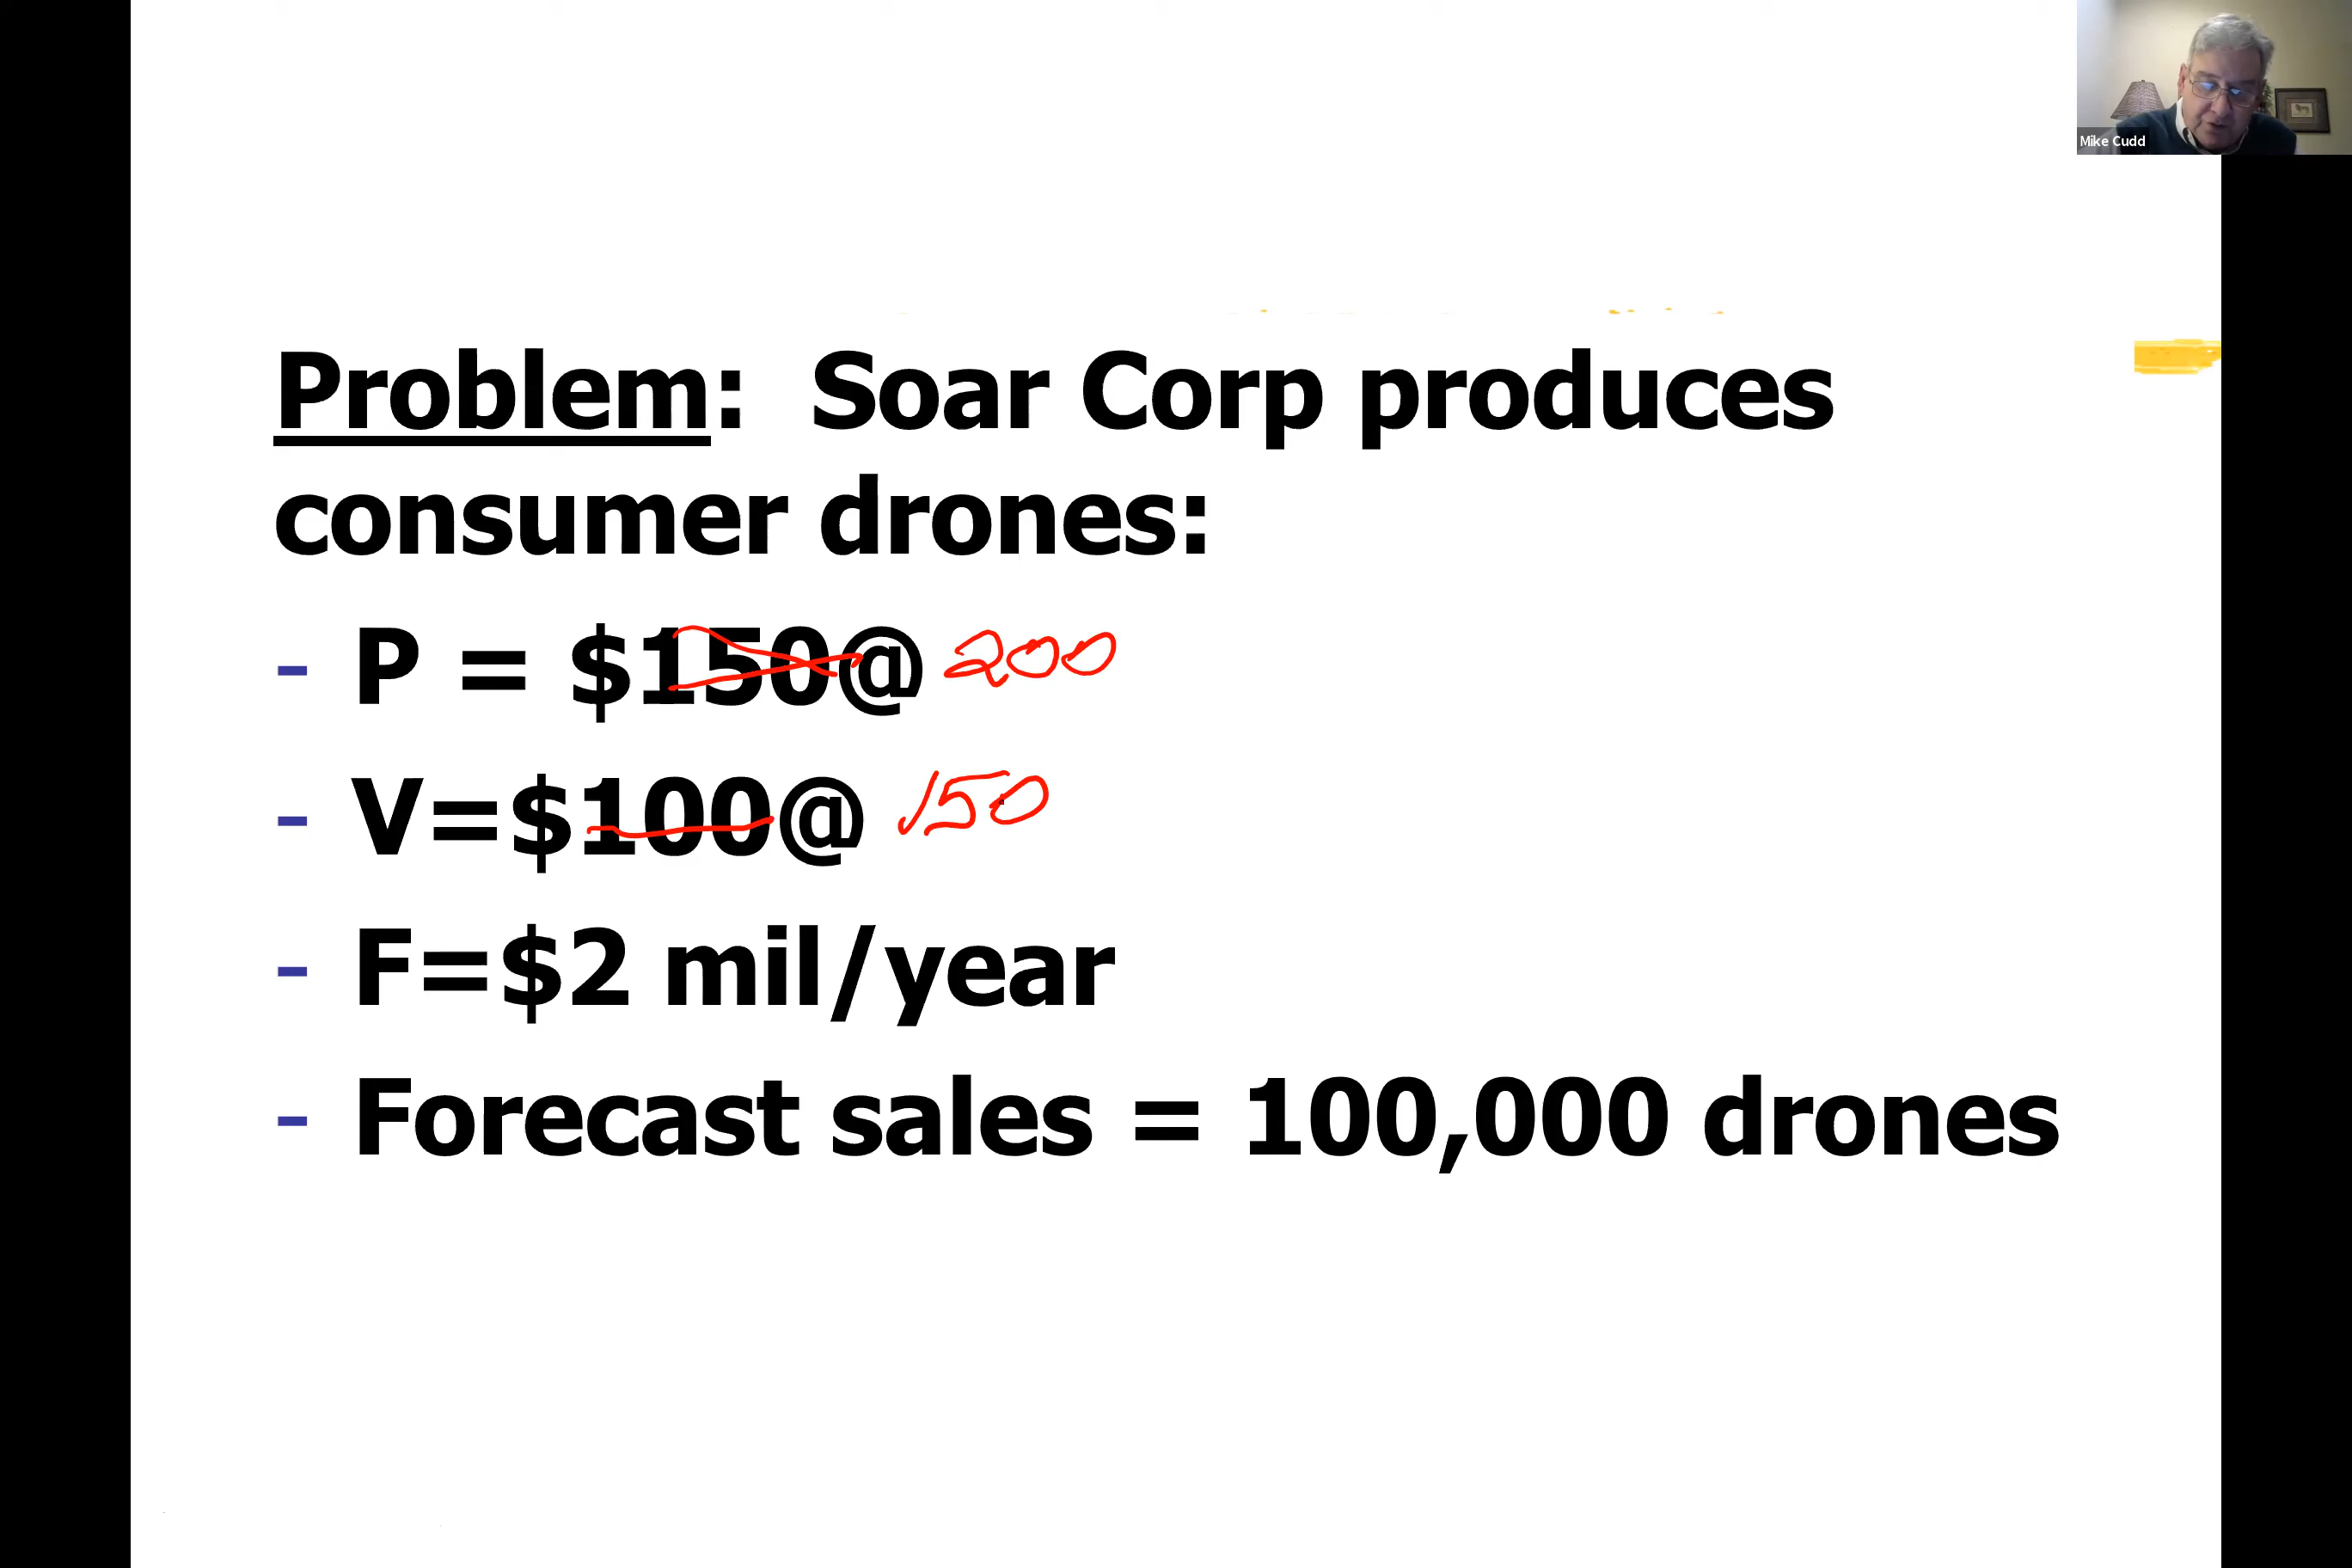 Mike Cudd
Problem: Soar Corp produces
consumer drones:
- P = $150@ 200
- V=$100@ 150
- F=$2 mil/year
- Forecast sales = 100,000 drones